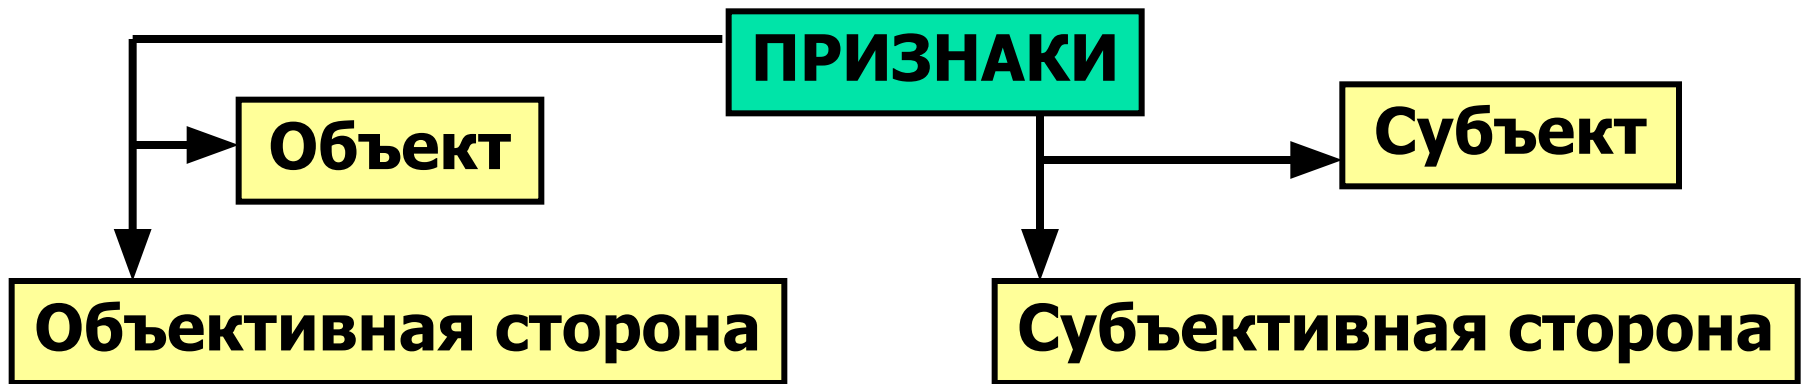 ПРИЗНАКИ
Объект
Субъект
Объективная сторона
Субъективная сторона